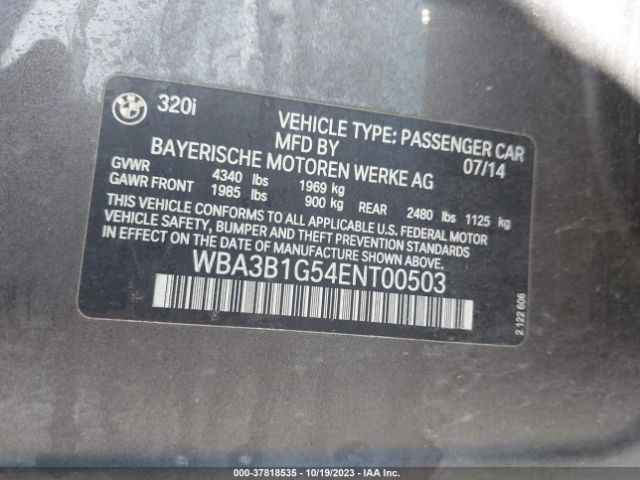 320i
VEHICLE TYPE: PASSENGER CAR
MFD BY 07/14
BAYERISCHE MOTOREN WERKE AG
GVWR 4340 lbs 1969 kg
GAWR FRONT 1985 lbs 900 kg REAR 2480 lbs 1125 kg
THIS VEHICLE CONFORMS TO ALL APPLICABLE U.S. FEDERAL MOTOR
VEHICLE SAFETY, BUMPER AND THEFT PREVENTION STANDARDS
IN EFFECT ON THE DATE OF MANUFACTURE SHOWN ABOVE.
WBA3B1G54ENT00503
2 122 606
000-37818535 - 10/19/2023 - IAA